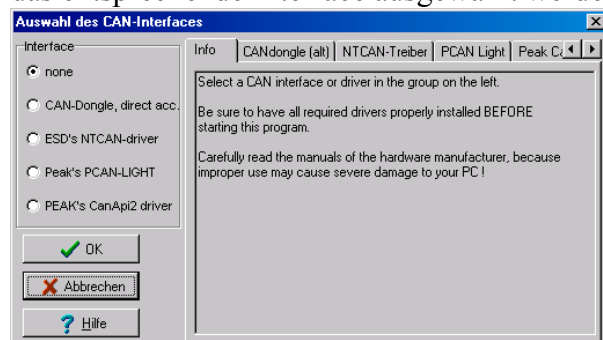 Auswahl des CAN-Interfaces
Interface
none
CAN-Dongle, direct acc.
ESD's NTCAN-driver
Peak's PCAN-LIGHT
PEAK's CanApi2 driver
OK
Abbrechen
Hilfe
Info
CANdongle (alt)
NTCAN-Treiber
PCAN Light
Peak Ca
Select a CAN interface or driver in the group on the left.
Be sure to have all required drivers properly installed BEFORE
starting this program.
Carefully read the manuals of the hardware manufacturer, because
improper use may cause severe damage to your PC !